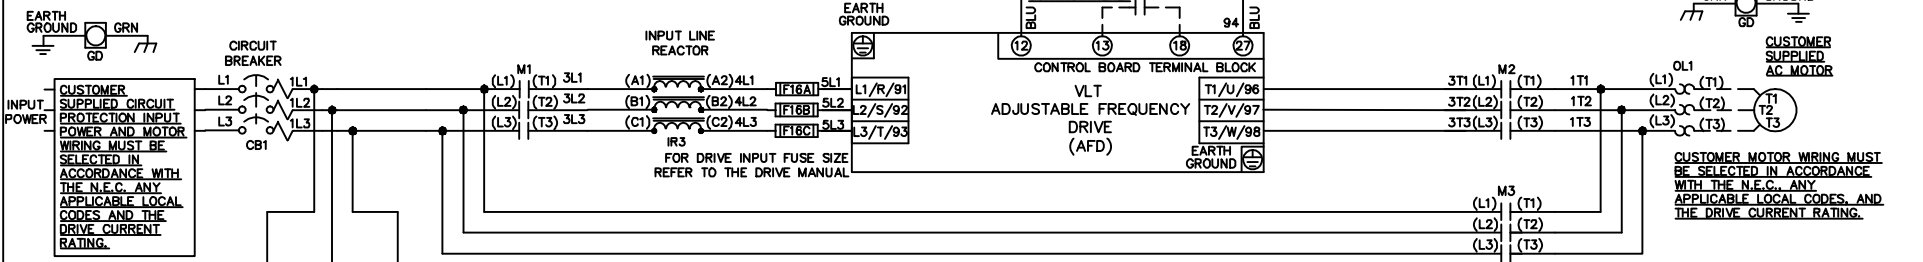 EARTH
GROUND
GRN
GD
CIRCUIT
BREAKER
INPUT
POWER
CUSTOMER
SUPPLIED CIRCUIT
PROTECTION INPUT
POWER AND MOTOR
WIRING MUST BE
SELECTED IN
ACCORDANCE WITH
THE N.E.C. ANY
APPLICABLE LOCAL
CODES AND THE
DRIVE CURRENT
RATING.
L1
L2
L3
1L1
1L2
1L3
CB1
M1
(L1) (T1) 3L1
(L2) (T2) 3L2
(L3) (T3) 3L3
INPUT LINE
REACTOR
(A1) (A2) 4L1
(B1) (B2) 4L2
(C1) (C2) 4L3
IR3
FOR DRIVE INPUT FUSE SIZE
REFER TO THE DRIVE MANUAL
IF16A 5L1
IF16B 5L2
IF16C 5L3
EARTH
GROUND
BLU
94 BLU
12 13 18 27
CONTROL BOARD TERMINAL BLOCK
L1/R/91
L2/S/92
L3/T/93
VLT
ADJUSTABLE FREQUENCY
DRIVE
(AFD)
T1/U/96
T2/V/97
T3/W/98
EARTH
GROUND
M2
3T1 (L1) (T1) 1T1
3T2 (L2) (T2) 1T2
3T3 (L3) (T3) 1T3
M3
(L1) (T1)
(L2) (T2)
(L3) (T3)
GD
CUSTOMER
SUPPLIED
AC MOTOR
OL1
(L1) (T1)
(L2) (T2)
(L3) (T3)
T1
T2
T3
CUSTOMER MOTOR WIRING MUST
BE SELECTED IN ACCORDANCE
WITH THE N.E.C., ANY
APPLICABLE LOCAL CODES, AND
THE DRIVE CURRENT RATING.